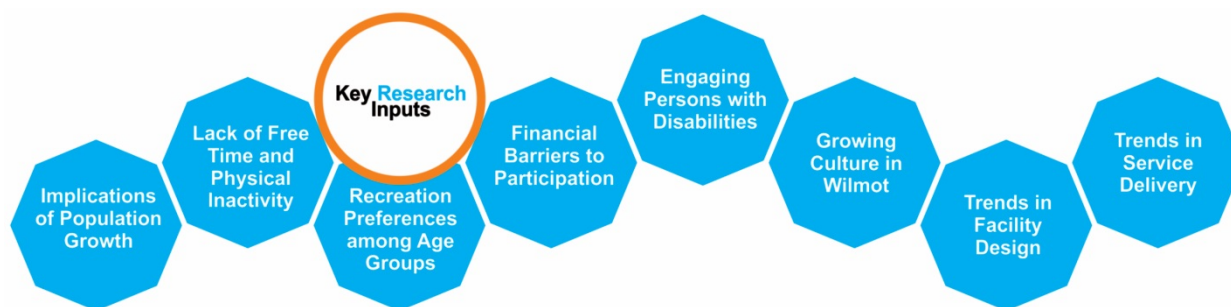 Key Research
Inputs
Implications
of Population
Growth
Lack of Free
Time and
Physical
Inactivity
Recreation
Preferences
among Age
Groups
Financial
Barriers to
Participation
Engaging
Persons with
Disabilities
Growing
Culture in
Wilmot
Trends in
Facility
Design
Trends in
Service
Delivery